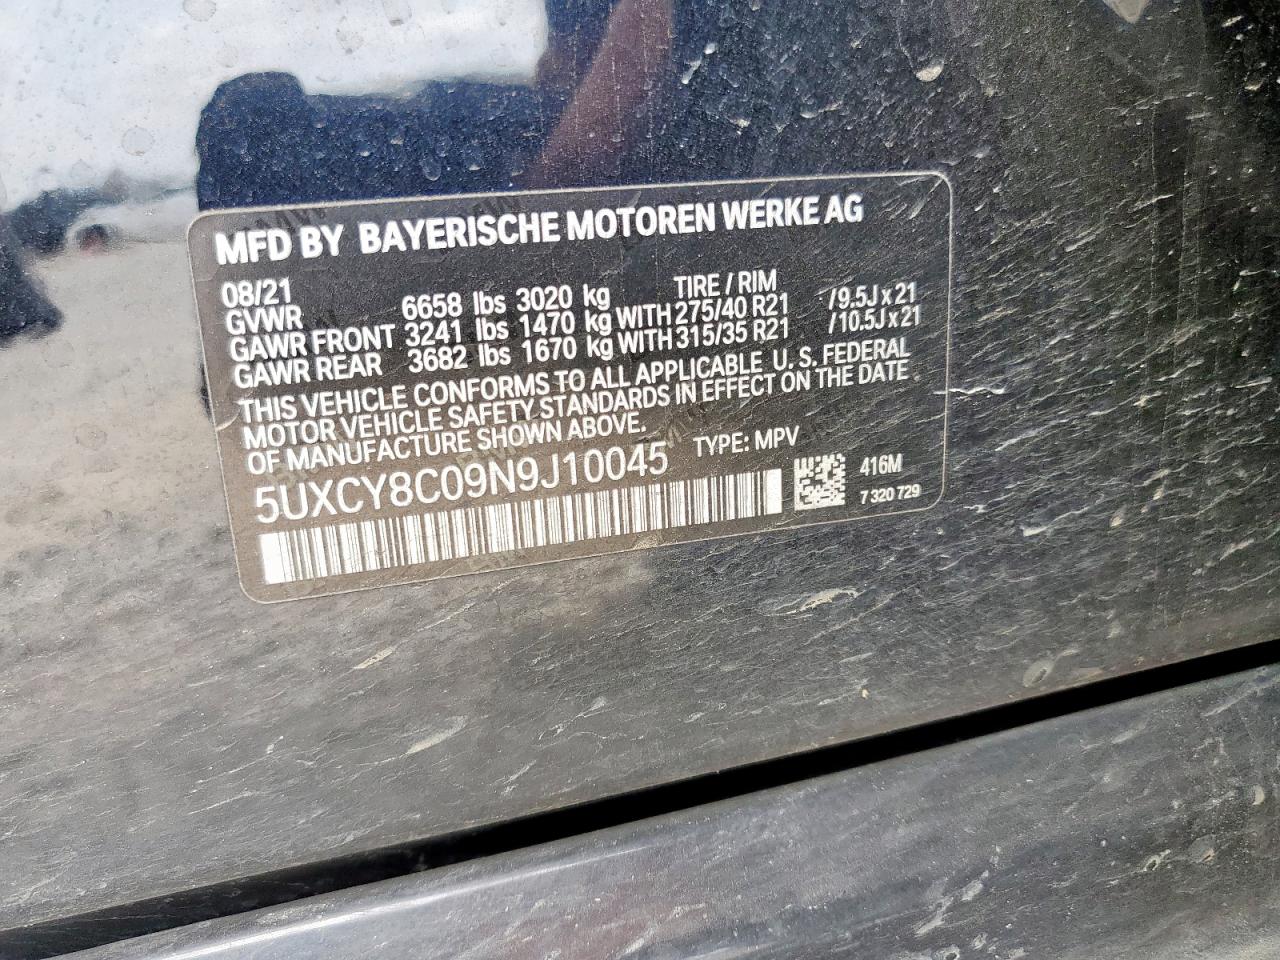 MFD BY BAYERISCHE MOTOREN WERKE AG
08/21 TIRE / RIM
GVWR 6658 lbs 3020 kg
GAWR FRONT 3241 lbs 1470 kg WITH 275/40 R21 /9.5J x 21
GAWR REAR 3682 lbs 1670 kg WITH 315/35 R21 /10.5J x 21
THIS VEHICLE CONFORMS TO ALL APPLICABLE U. S. FEDERAL
MOTOR VEHICLE SAFETY STANDARDS IN EFFECT ON THE DATE
OF MANUFACTURE SHOWN ABOVE.
5UXCY8C09N9J10045 TYPE: MPV
416M
7 320 729